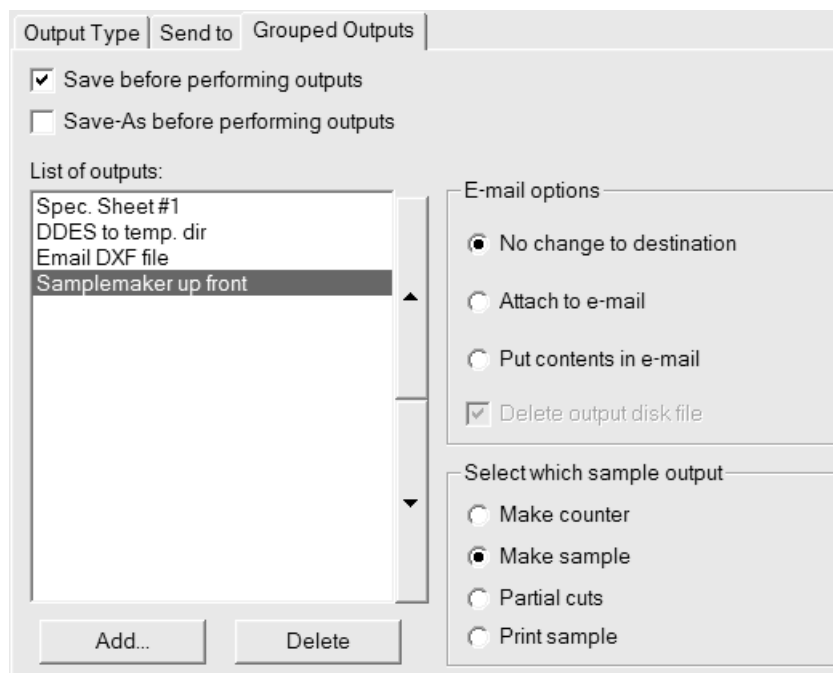 Output Type
Send to
Grouped Outputs
Save before performing outputs
Save-As before performing outputs
List of outputs:
Spec. Sheet #1
DDES to temp. dir
Email DXF file
Samplemaker up front
Add...
Delete
E-mail options
No change to destination
Attach to e-mail
Put contents in e-mail
Delete output disk file
Select which sample output
Make counter
Make sample
Partial cuts
Print sample